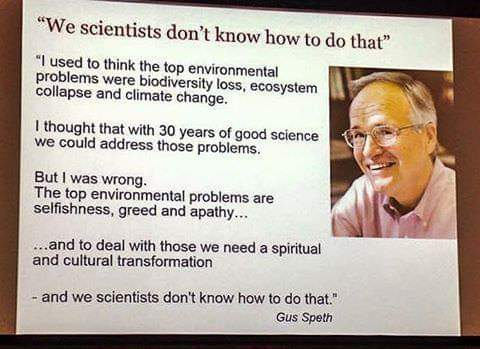 “We scientists don’t know how to do that”
“I used to think the top environmental
problems were biodiversity loss, ecosystem
collapse and climate change.
I thought that with 30 years of good science
we could address those problems.
But I was wrong.
The top environmental problems are
selfishness, greed and apathy...
...and to deal with those we need a spiritual
and cultural transformation
- and we scientists don't know how to do that."
Gus Speth